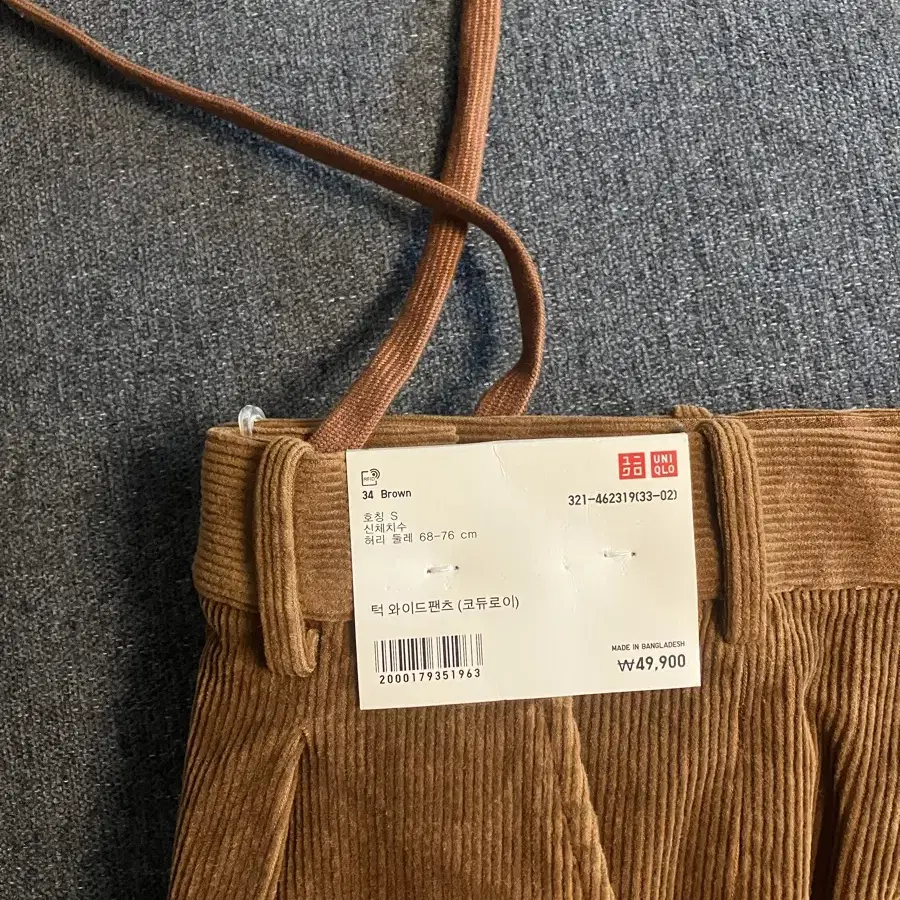 RFID
34 Brown
ユニ
クロ
UNI
QLO
321-462319(33-02)
호칭 S
신체치수
허리 둘레 68-76 cm
턱 와이드팬츠 (코듀로이)
MADE IN BANGLADESH
₩49,900
2000179351963